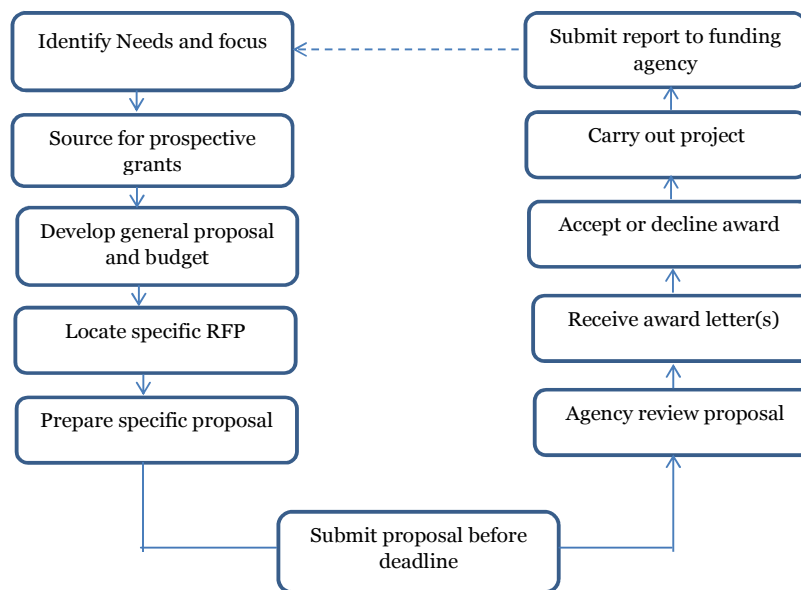 Identify Needs and focus
Source for prospective
grants
Develop general proposal
and budget
Locate specific RFP
Prepare specific proposal
Submit proposal before
deadline
Agency review proposal
Receive award letter(s)
Accept or decline award
Carry out project
Submit report to funding
agency